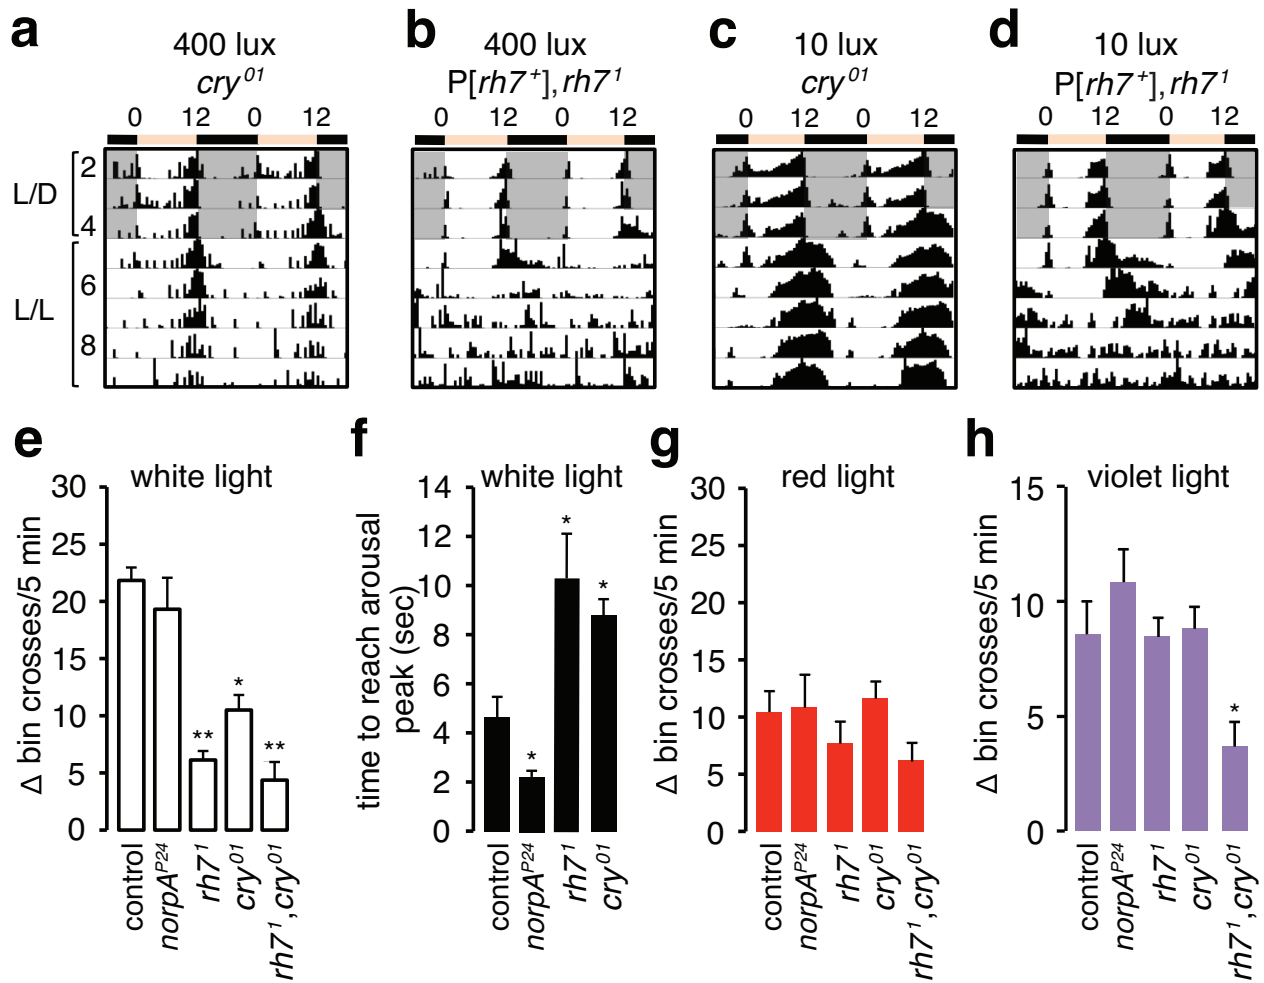 a
400 lux
cry⁰¹
0 12 0 12
b
400 lux
P[rh7⁺],rh7¹
0 12 0 12
c
10 lux
cry⁰¹
0 12 0 12
d
10 lux
P[rh7⁺],rh7¹
0 12 0 12
L/D
2
4
L/L
6
8
e
white light
Δ bin crosses/5 min
30
25
20
15
10
5
0
**
*
**
control
norpAᴾ²⁴
rh7¹
cry⁰¹
rh7¹,cry⁰¹
f
white light
time to reach arousal
peak (sec)
14
12
10
8
6
4
2
0
*
*
*
control
norpAᴾ²⁴
rh7¹
cry⁰¹
g
red light
Δ bin crosses/5 min
30
25
20
15
10
5
0
control
norpAᴾ²⁴
rh7¹
cry⁰¹
rh7¹,cry⁰¹
h
violet light
Δ bin crosses/5 min
15
10
5
0
*
control
norpAᴾ²⁴
rh7¹
cry⁰¹
rh7¹,cry⁰¹